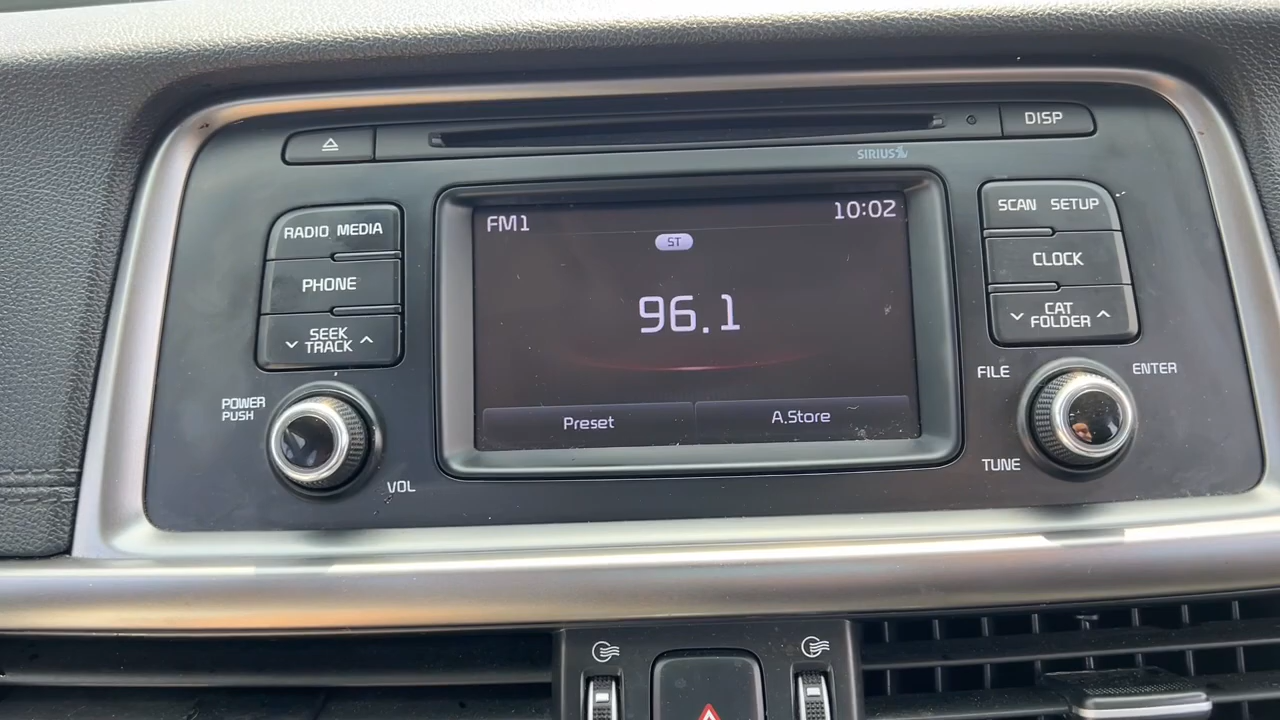 DISP
SIRIUS
RADIO MEDIA
PHONE
SEEK
TRACK
POWER
PUSH
VOL
FM1
10:02
ST
96.1
Preset
A.Store
SCAN SETUP
CLOCK
CAT
FOLDER
FILE
ENTER
TUNE